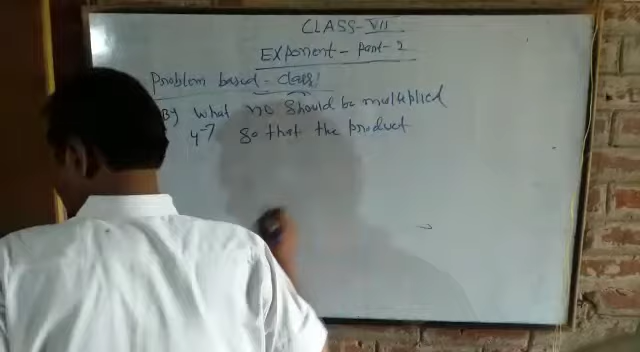 CLASS-VII
Exponent - Part-2
Problem based - class!
By what no should be multiplied
4-7 so that the product